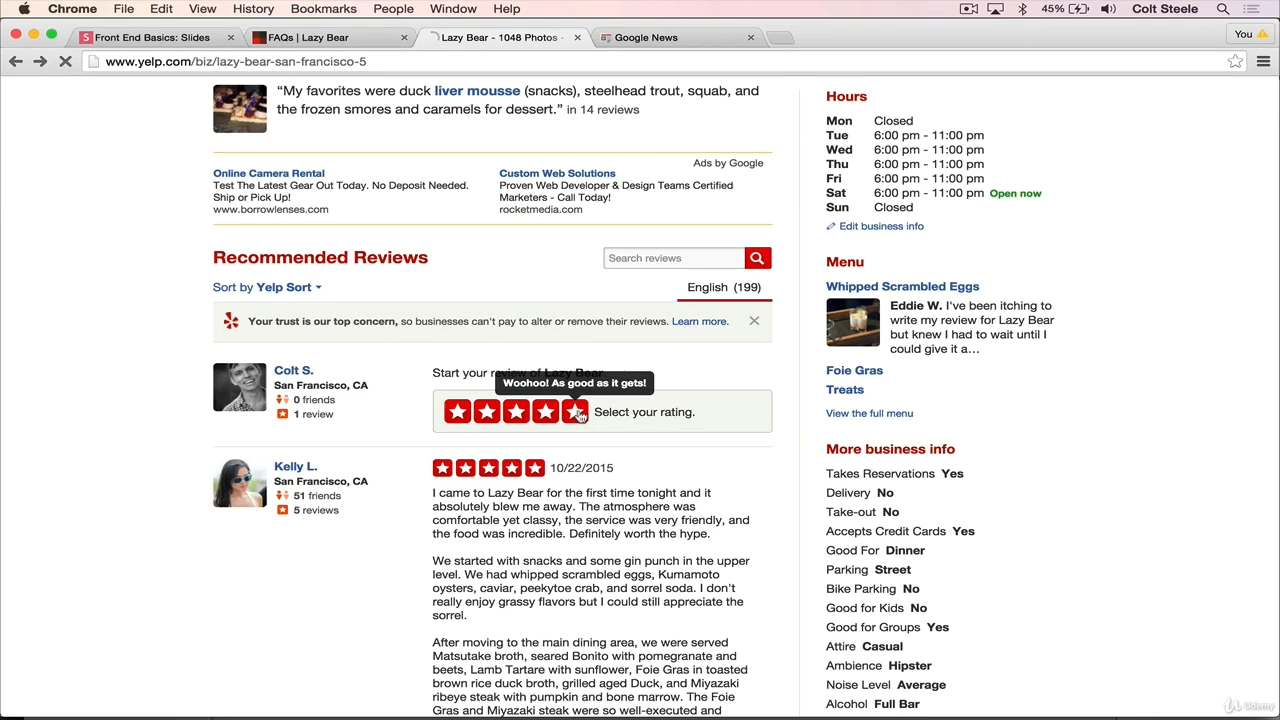 Chrome File Edit View History Bookmarks People Window Help 45% Colt Steele
Front End Basics: Slides FAQs | Lazy Bear Lazy Bear - 1048 Photos - Google News You
www.yelp.com/biz/lazy-bear-san-francisco-5
“My favorites were duck liver mousse (snacks), steelhead trout, squab, and
the frozen smores and caramels for dessert.” in 14 reviews
Ads by Google
Online Camera Rental
Test The Latest Gear Out Today. No Deposit Needed.
Ship or Pick Up!
www.borrowlenses.com
Custom Web Solutions
Proven Web Developer & Design Teams Certified
Marketers - Call Today!
rocketmedia.com
Recommended Reviews
Search reviews
Sort by Yelp Sort
English (199)
Your trust is our top concern, so businesses can't pay to alter or remove their reviews. Learn more.
Colt S.
San Francisco, CA
0 friends
1 review
Start your review of Lazy Bear.
Woohoo! As good as it gets!
Select your rating.
Kelly L.
San Francisco, CA
51 friends
5 reviews
10/22/2015
I came to Lazy Bear for the first time tonight and it
absolutely blew me away. The atmosphere was
comfortable yet classy, the service was very friendly, and
the food was incredible. Definitely worth the hype.
We started with snacks and some gin punch in the upper
level. We had whipped scrambled eggs, Kumamoto
oysters, caviar, peekytoe crab, and sorrel soda. I don't
really enjoy grassy flavors but I could still appreciate the
sorrel.
After moving to the main dining area, we were served
Matsutake broth, seared Bonito with pomegranate and
beets, Lamb Tartare with sunflower, Foie Gras in toasted
brown rice duck broth, grilled aged Duck, and Miyazaki
ribeye steak with pumpkin and bone marrow. The Foie
Gras and Miyazaki steak were so well-executed and
Hours
Mon Closed
Tue 6:00 pm - 11:00 pm
Wed 6:00 pm - 11:00 pm
Thu 6:00 pm - 11:00 pm
Fri 6:00 pm - 11:00 pm
Sat 6:00 pm - 11:00 pm Open now
Sun Closed
Edit business info
Menu
Whipped Scrambled Eggs
Eddie W. I've been itching to
write my review for Lazy Bear
but knew I had to wait until I
could give it a…
Foie Gras
Treats
View the full menu
More business info
Takes Reservations Yes
Delivery No
Take-out No
Accepts Credit Cards Yes
Good For Dinner
Parking Street
Bike Parking No
Good for Kids No
Good for Groups Yes
Attire Casual
Ambience Hipster
Noise Level Average
Alcohol Full Bar
Udemy